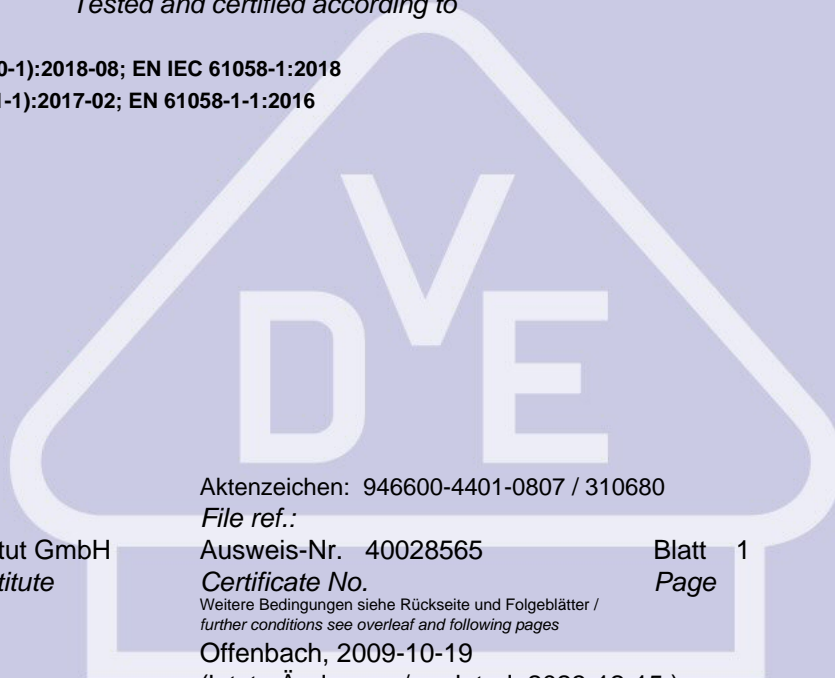 Tested and certified according to
0-1):2018-08; EN IEC 61058-1:2018
1-1):2017-02; EN 61058-1-1:2016
D V E
Aktenzeichen: 946600-4401-0807 / 310680
File ref.:
tut GmbH Ausweis-Nr. 40028565 Blatt 1
titute Certificate No. Page
Weitere Bedingungen siehe Rückseite und Folgeblätter /
further conditions see overleaf and following pages
Offenbach, 2009-10-19